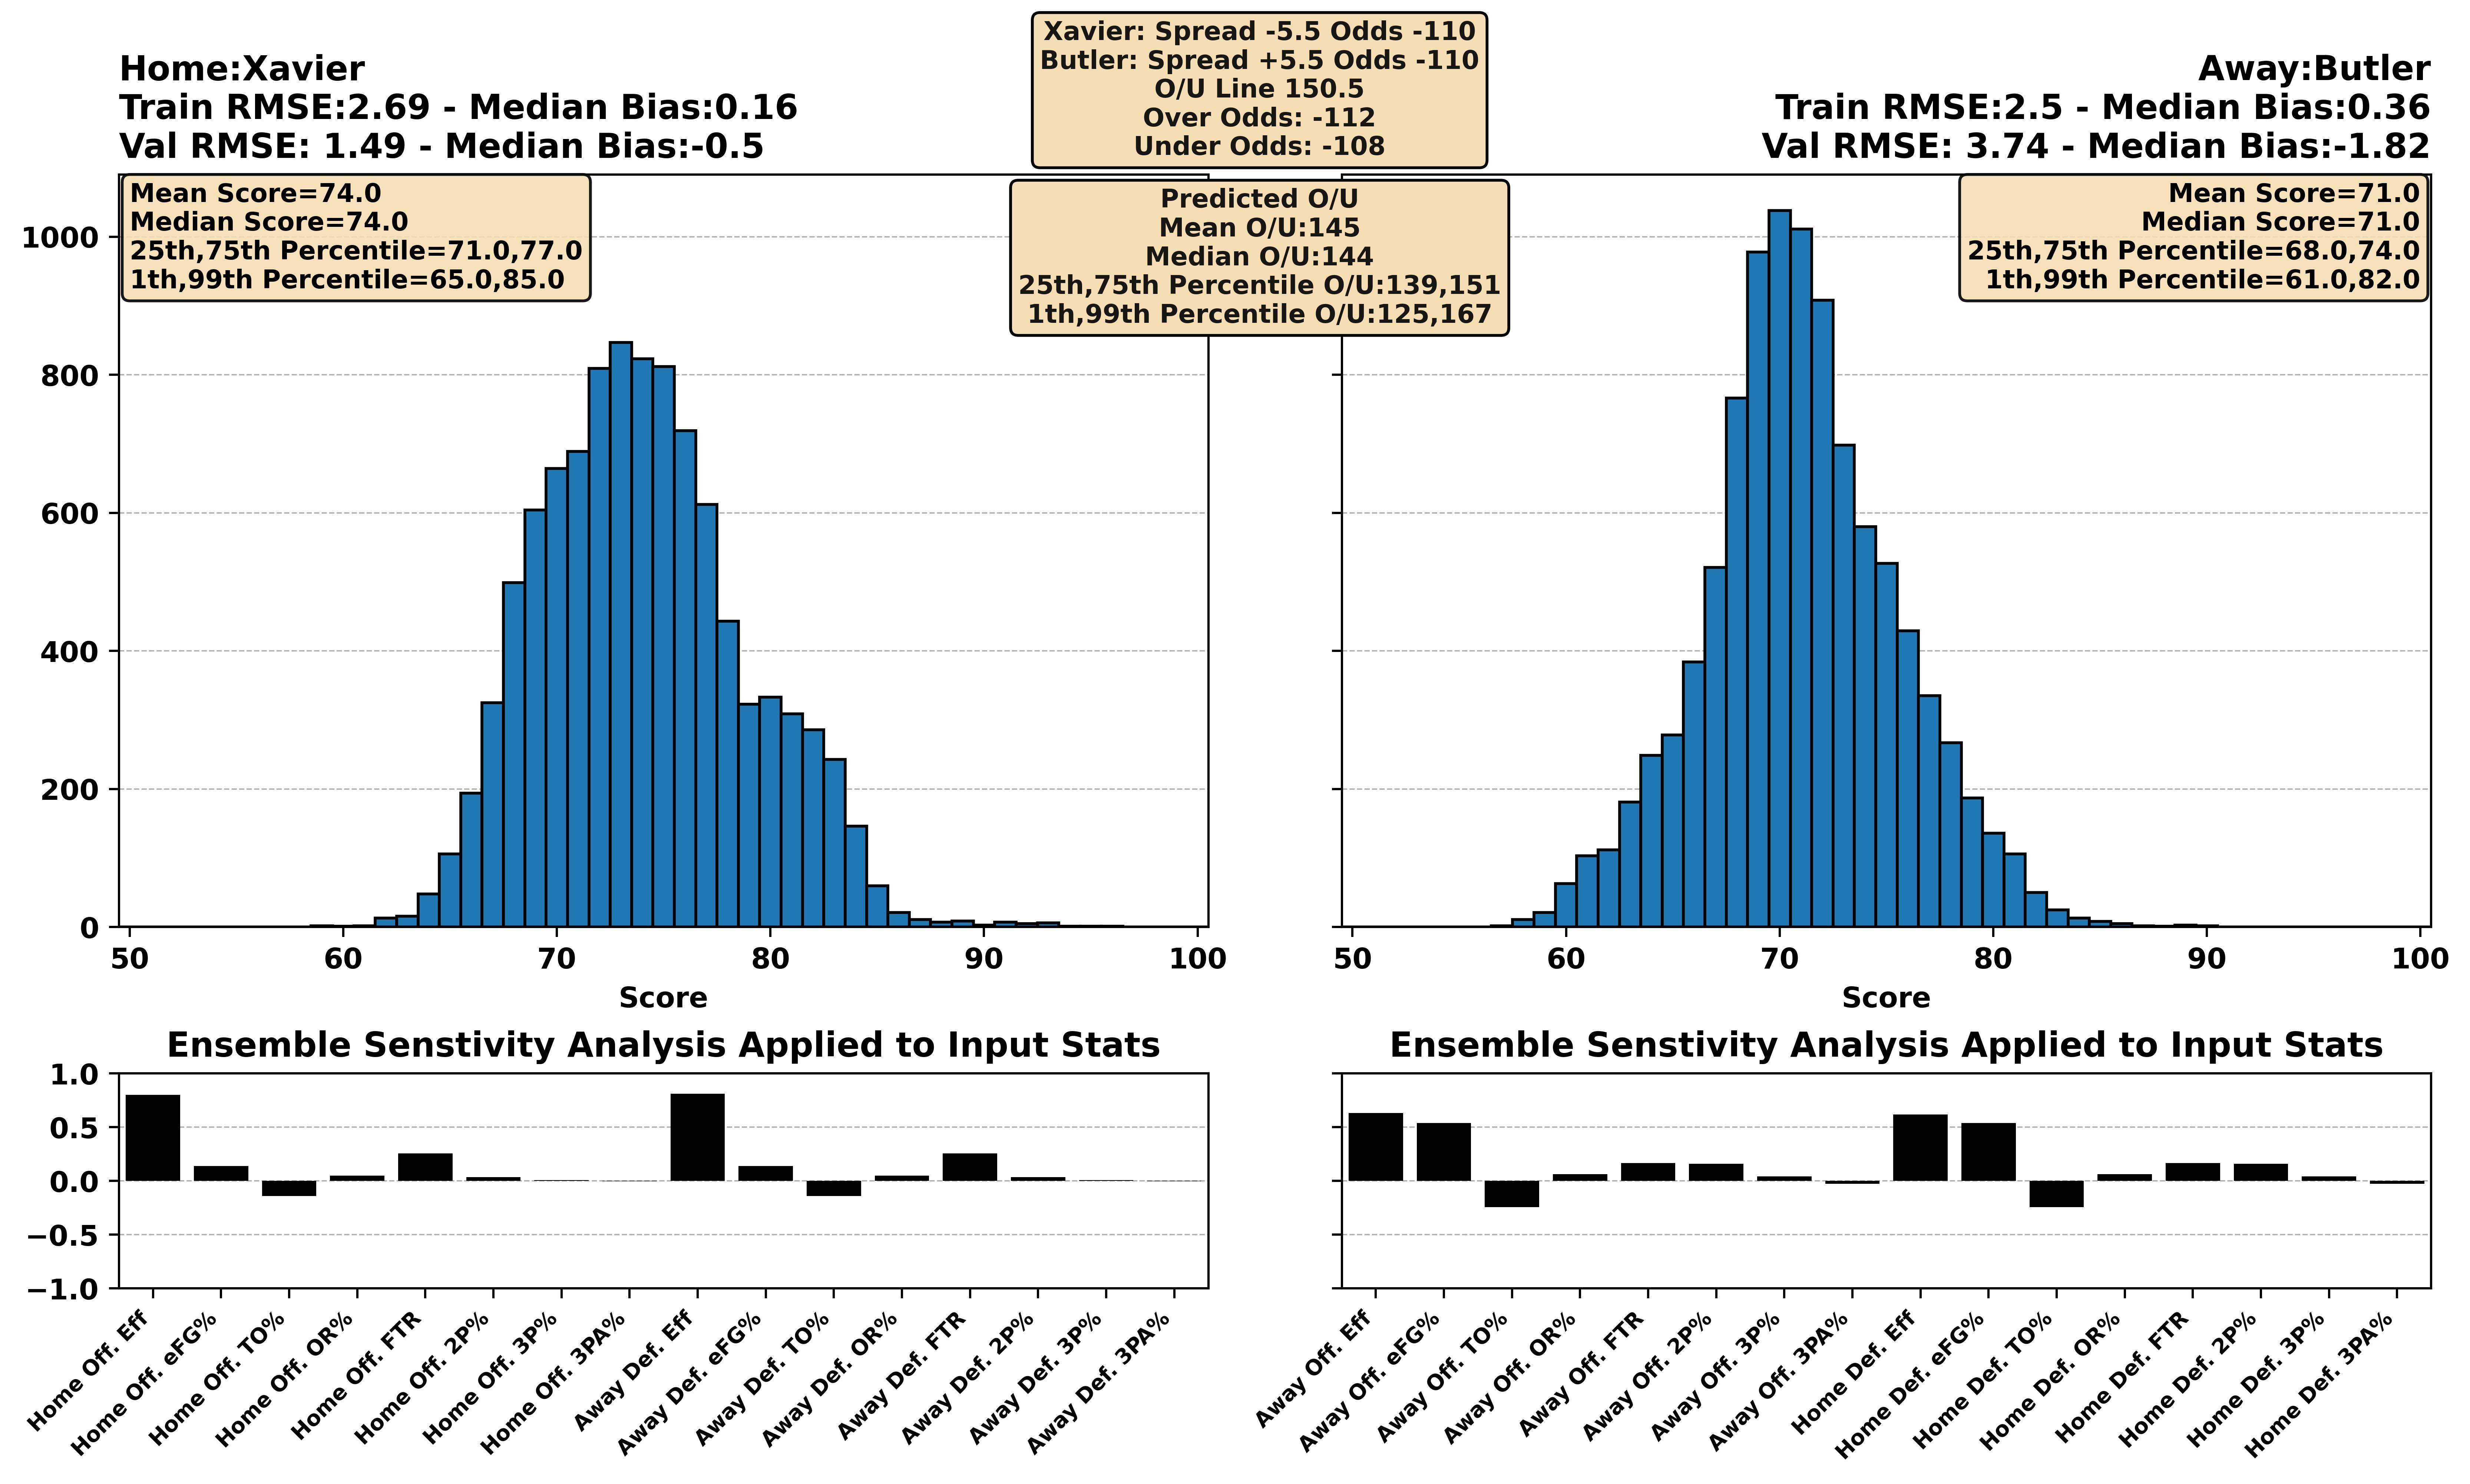 Xavier: Spread -5.5 Odds -110
Butler: Spread +5.5 Odds -110
O/U Line 150.5
Over Odds: -112
Under Odds: -108
Home:Xavier
Train RMSE:2.69 - Median Bias:0.16
Val RMSE: 1.49 - Median Bias:-0.5
Away:Butler
Train RMSE:2.5 - Median Bias:0.36
Val RMSE: 3.74 - Median Bias:-1.82
Mean Score=74.0
Median Score=74.0
25th,75th Percentile=71.0,77.0
1th,99th Percentile=65.0,85.0
Predicted O/U
Mean O/U:145
Median O/U:144
25th,75th Percentile O/U:139,151
1th,99th Percentile O/U:125,167
Mean Score=71.0
Median Score=71.0
25th,75th Percentile=68.0,74.0
1th,99th Percentile=61.0,82.0
1000
800
600
400
200
0
50 60 70 80 90 100
Score
50 60 70 80 90 100
Score
Ensemble Senstivity Analysis Applied to Input Stats
1.0
0.5
0.0
−0.5
−1.0
Home Off. Eff
Home Off. eFG%
Home Off. TO%
Home Off. OR%
Home Off. FTR
Home Off. 2P%
Home Off. 3P%
Home Off. 3PA%
Away Def. Eff
Away Def. eFG%
Away Def. TO%
Away Def. OR%
Away Def. FTR
Away Def. 2P%
Away Def. 3P%
Away Def. 3PA%
Ensemble Senstivity Analysis Applied to Input Stats
Away Off. Eff
Away Off. eFG%
Away Off. TO%
Away Off. OR%
Away Off. FTR
Away Off. 2P%
Away Off. 3P%
Away Off. 3PA%
Home Def. Eff
Home Def. eFG%
Home Def. TO%
Home Def. OR%
Home Def. FTR
Home Def. 2P%
Home Def. 3P%
Home Def. 3PA%